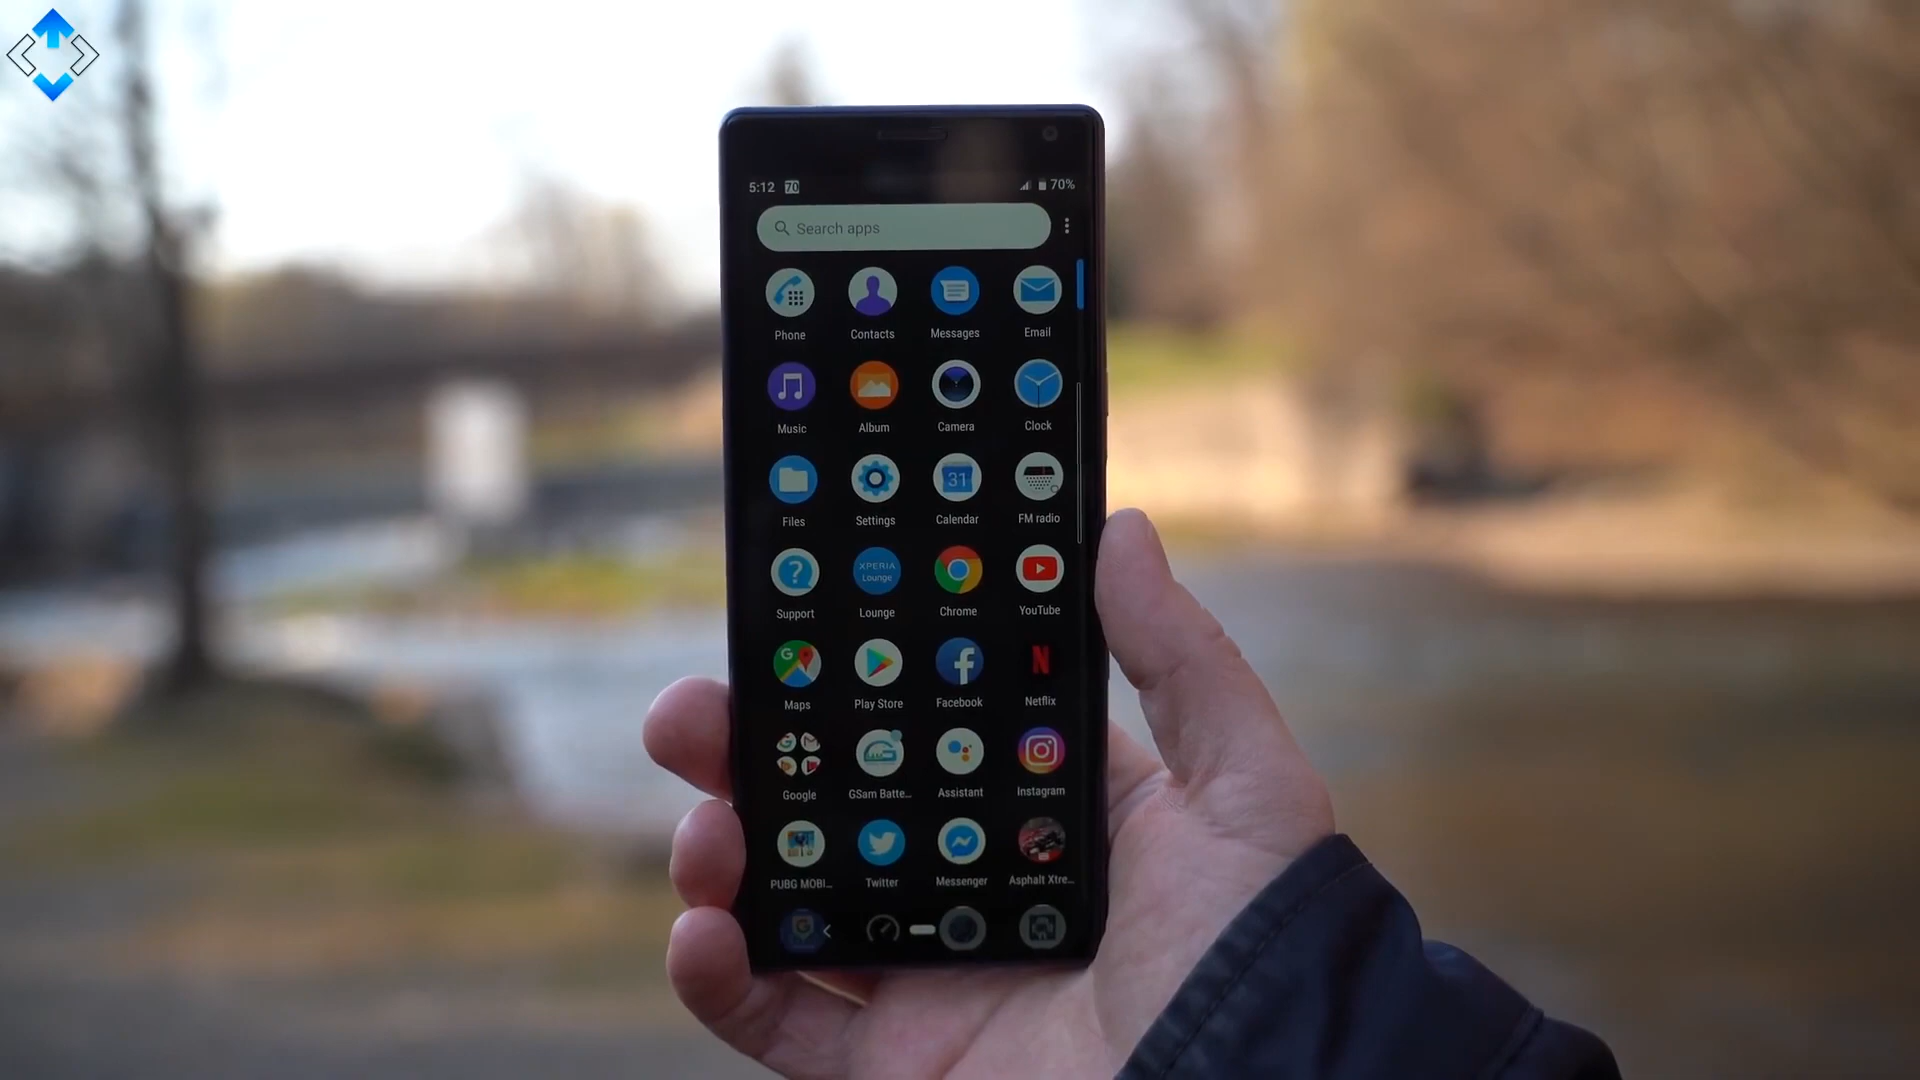 5:12 70 70%
Search apps
Phone Contacts Messages Email
Music Album Camera Clock
31
Files Settings Calendar FM radio
XPERIA
Lounge
Support Lounge Chrome YouTube
Maps Play Store Facebook Netflix
Google GSam Batte... Assistant Instagram
PUBG MOBI... Twitter Messenger Asphalt Xtre...